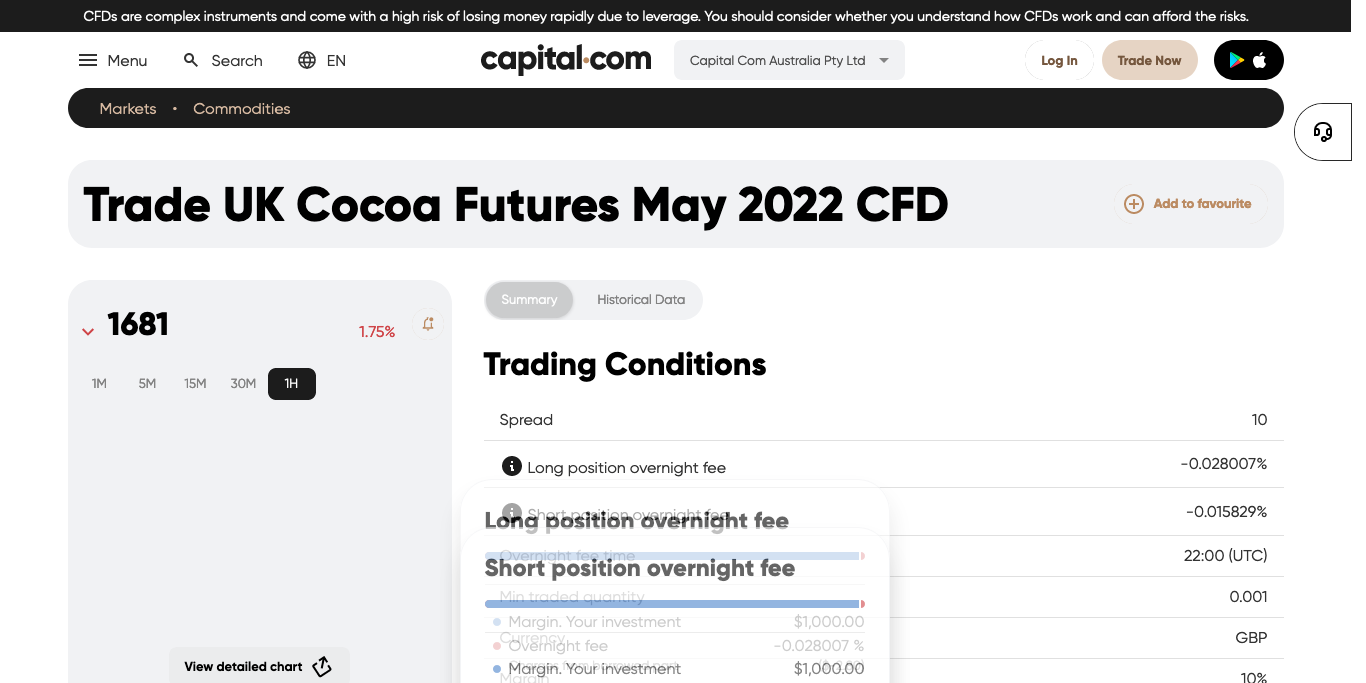 CFDs are complex instruments and come with a high risk of losing money rapidly due to leverage. You should consider whether you understand how CFDs work and can afford the risks.
Menu Search EN capital.com Capital Com Australia Pty Ltd Log In Trade Now
Markets • Commodities
Trade UK Cocoa Futures May 2022 CFD Add to favourite
1681 1.75%
1M 5M 15M 30M 1H
View detailed chart
Summary Historical Data
Trading Conditions
Spread 10
Long position overnight fee -0.028007%
Short position overnight fee -0.015829%
Long position overnight fee
Overnight fee time 22:00 (UTC)
Short position overnight fee
Min traded quantity 0.001
Margin. Your investment $1,000.00
Currency GBP
Overnight fee -0.028007 %
Margin. Your investment $1,000.00
Margin 10%